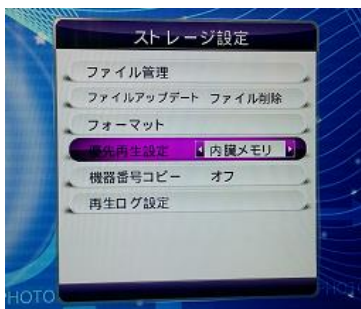 ストレージ設定
ファイル管理
ファイルアップデート ファイル削除
フォーマット
優先再生設定 内臓メモリ
機器番号コピー オフ
再生ログ設定
PHOTO